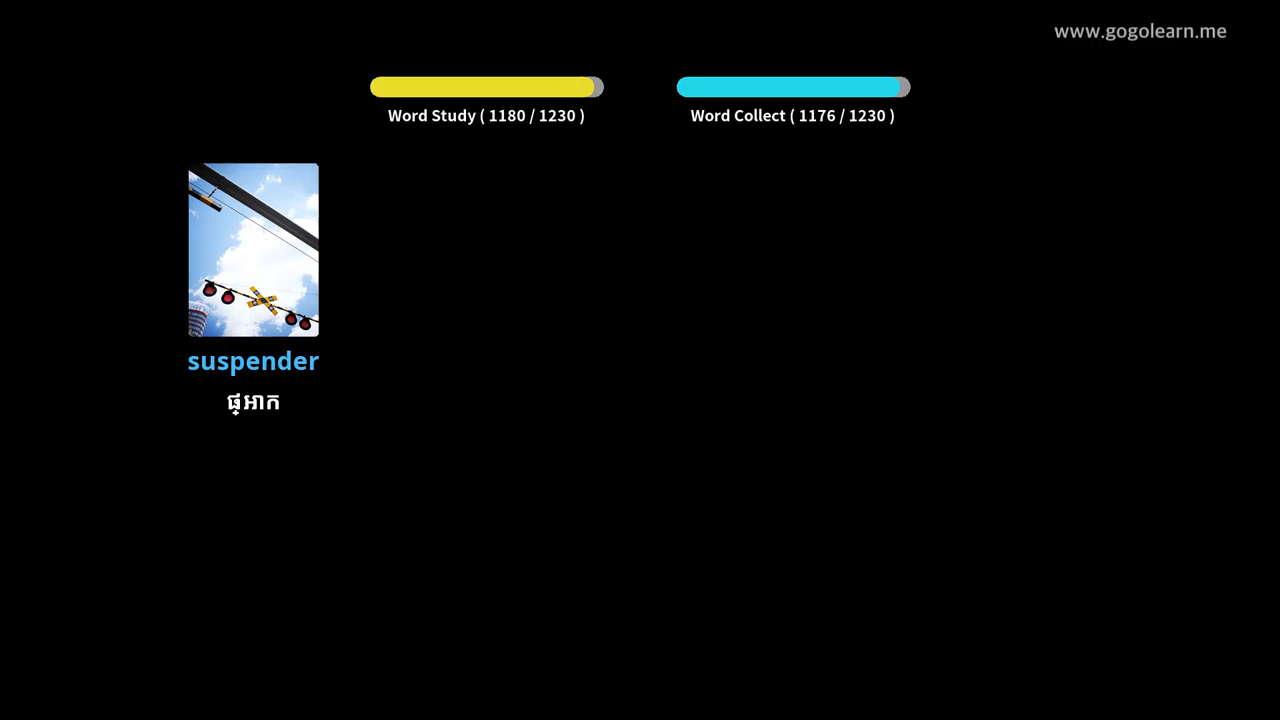 www.gogolearn.me
Word Study ( 1180 / 1230 )
Word Collect ( 1176 / 1230 )
suspender
ផ្អាក